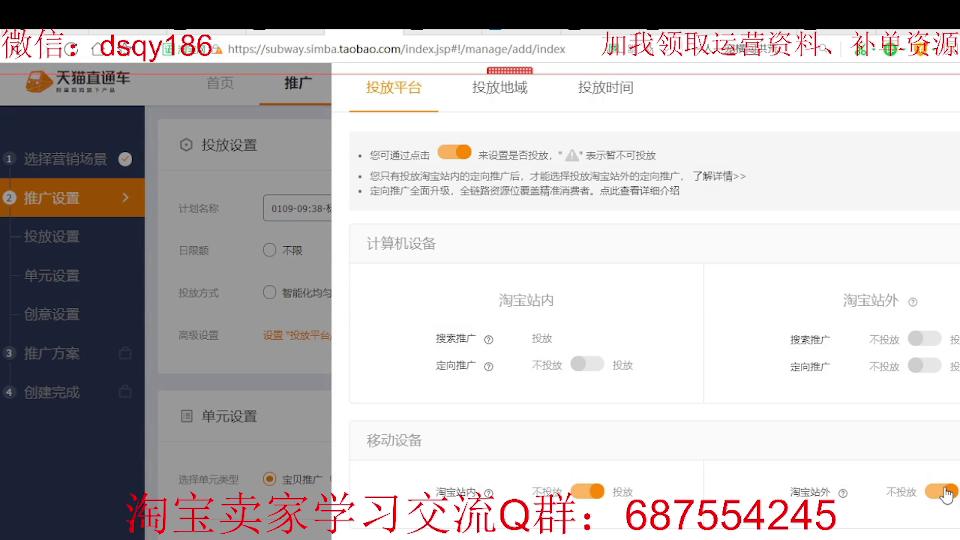 微信：dsqy186
加我领取运营资料、补单资源
https://subway.simba.taobao.com/index.jsp#!/manage/add/index
天猫直通车
首页
推广
投放平台
投放地域
投放时间
1 选择营销场景
2 推广设置
投放设置
单元设置
创意设置
3 推广方案
4 创建完成
投放设置
计划名称
0109-09:38-
日限额
不限
投放方式
智能化均匀
高级设置
设置 "投放平台
单元设置
选择单元类型
宝贝推广
您可通过点击 来设置是否投放，" " 表示暂不可投放
您只有投放淘宝站内的定向推广后，才能选择投放淘宝站外的定向推广， 了解详情>>
定向推广全面升级，全链路资源位覆盖精准消费者。点此查看详细介绍
计算机设备
淘宝站内
搜索推广 投放
定向推广 不投放 投放
淘宝站外
搜索推广 不投放 投
定向推广 不投放 投
移动设备
淘宝站内 不投放 投放
淘宝站外 不投放
淘宝卖家学习交流Q群：687554245